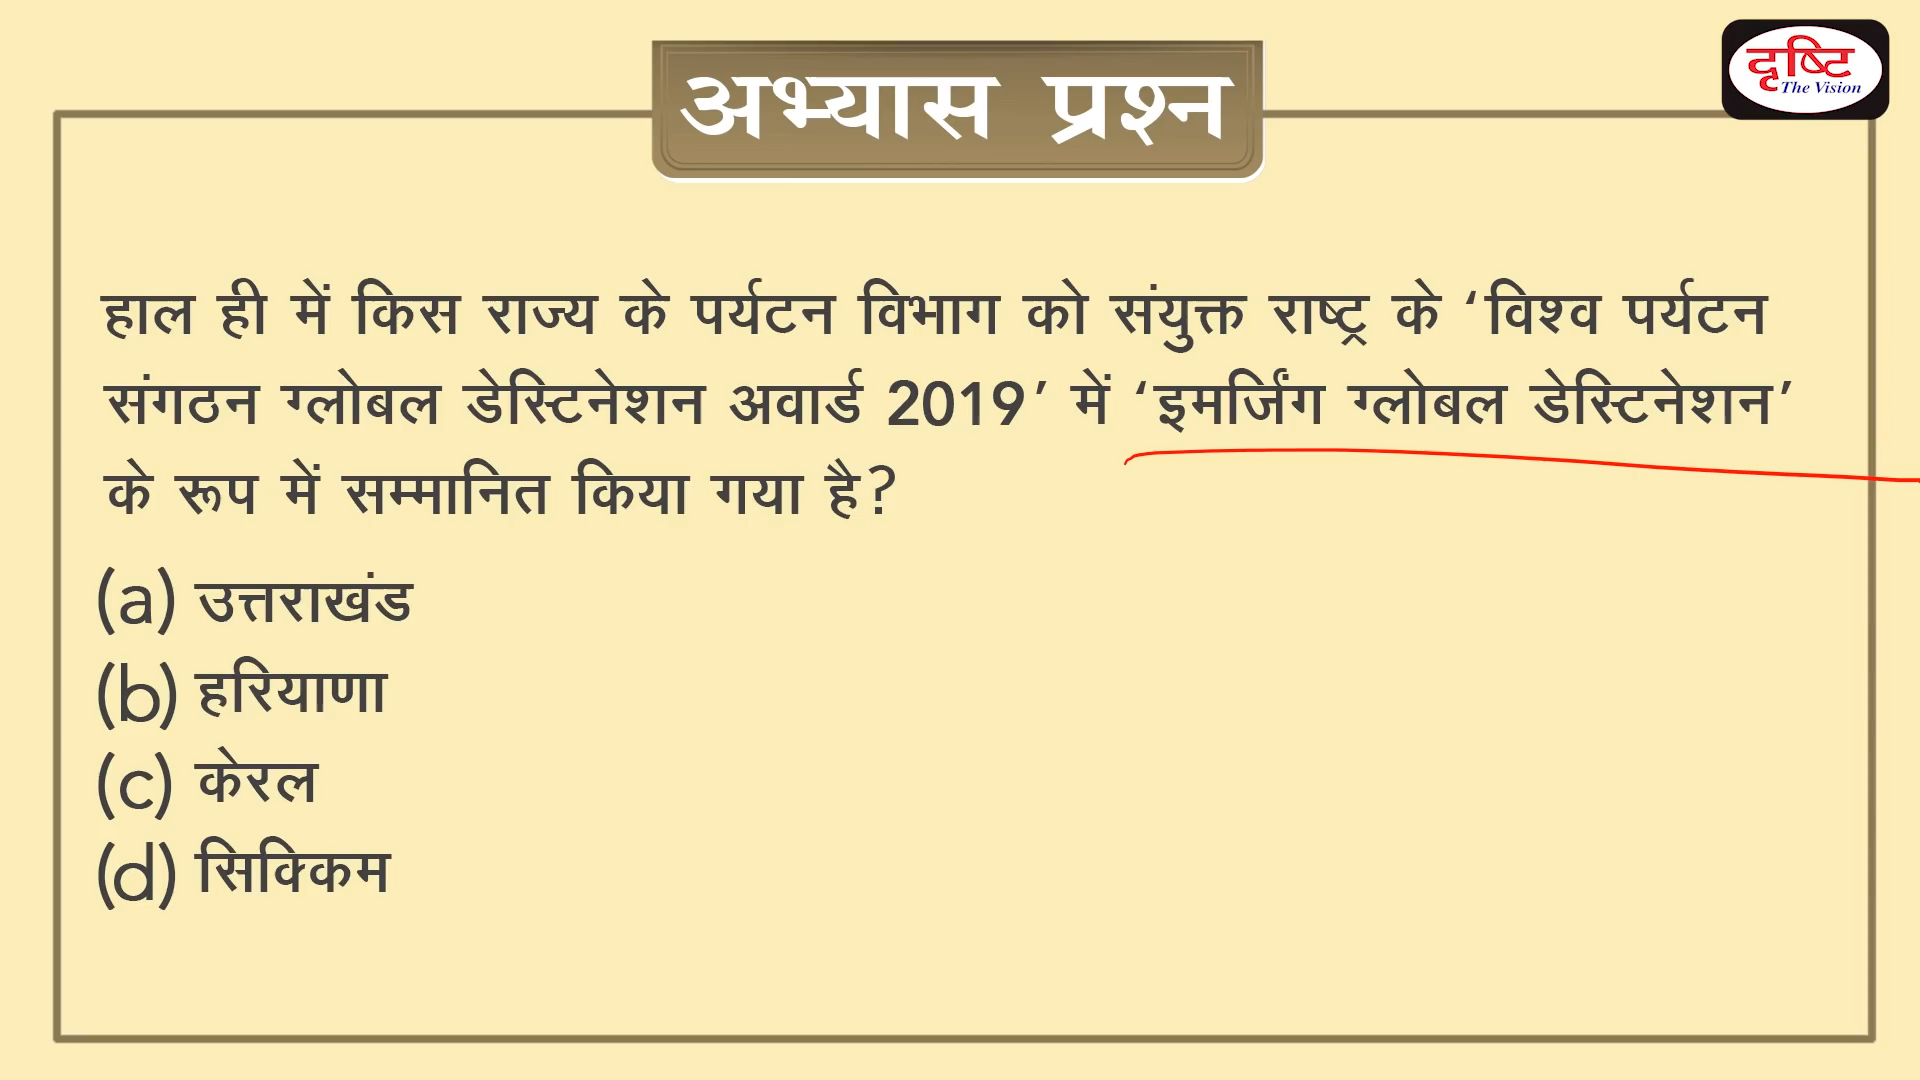 दृष्टि
The Vision
अभ्यास प्रश्न
हाल ही में किस राज्य के पर्यटन विभाग को संयुक्त राष्ट्र के ‘विश्व पर्यटन
संगठन ग्लोबल डेस्टिनेशन अवार्ड 2019’ में ‘इमर्जिंग ग्लोबल डेस्टिनेशन’
के रूप में सम्मानित किया गया है?
(a) उत्तराखंड
(b) हरियाणा
(c) केरल
(d) सिक्किम